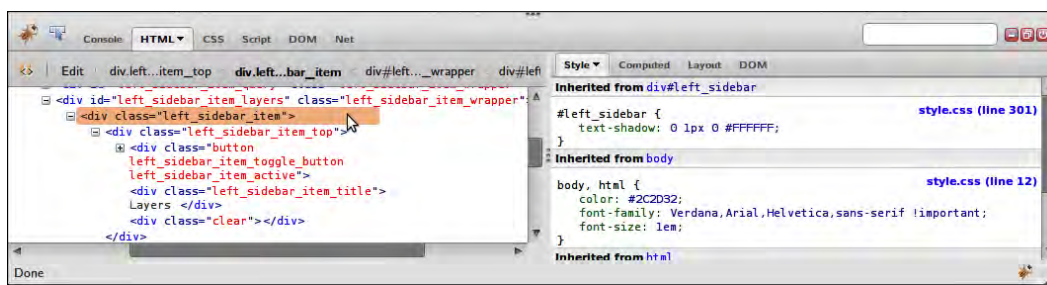 Console HTML CSS Script DOM Net
Edit div.left...item_top div.left...bar_item div#left..._wrapper div#left
<div id="left_sidebar_item_layers" class="left_sidebar_item_wrapper">
<div class="left_sidebar_item">
<div class="left_sidebar_item_top">
<div class="button
left_sidebar_item_toggle_button
left_sidebar_item_active">
<div class="left_sidebar_item_title">
Layers </div>
<div class="clear"></div>
</div>
Done
Style Computed Layout DOM
Inherited from div#left_sidebar
#left_sidebar { style.css (line 301)
text-shadow: 0 1px 0 #FFFFFF;
}
Inherited from body
body, html { style.css (line 12)
color: #2C2D32;
font-family: Verdana,Arial,Helvetica,sans-serif !important;
font-size: 1em;
}
Inherited from html